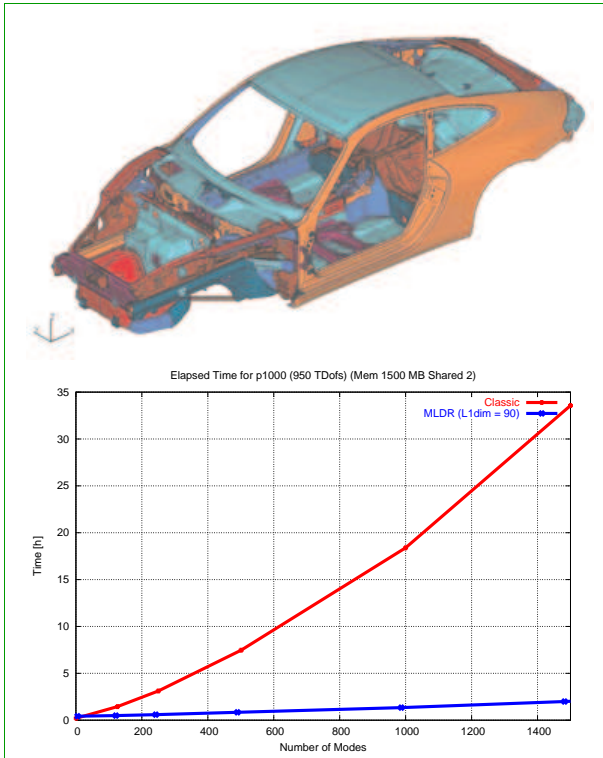 Elapsed Time for p1000 (950 TDofs) (Mem 1500 MB Shared 2)
35
30
25
20
15
10
5
0
Time [h]
Classic
MLDR (L1dim = 90)
0 200 400 600 800 1000 1200 1400
Number of Modes